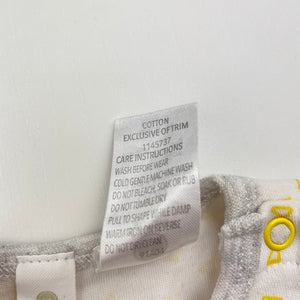 COTTON
EXCLUSIVE OF TRIM
1145737
CARE INSTRUCTIONS
WASH BEFORE WEAR
COLD GENTLE MACHINE WASH
DO NOT BLEACH, SOAK OR RUB
DO NOT TUMBLE DRY
PULL TO SHAPE WHILE DAMP
WARM IRON ON REVERSE
DO NOT DRY CLEAN